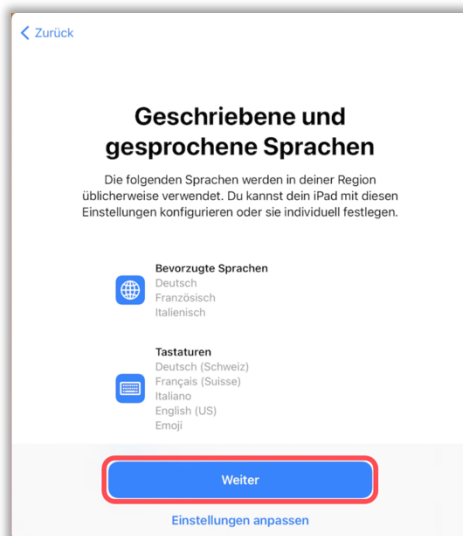 Zurück
Geschriebene und
gesprochene Sprachen
Die folgenden Sprachen werden in deiner Region
üblicherweise verwendet. Du kannst dein iPad mit diesen
Einstellungen konfigurieren oder sie individuell festlegen.
Bevorzugte Sprachen
Deutsch
Französisch
Italienisch
Tastaturen
Deutsch (Schweiz)
Français (Suisse)
Italiano
English (US)
Emoji
Weiter
Einstellungen anpassen